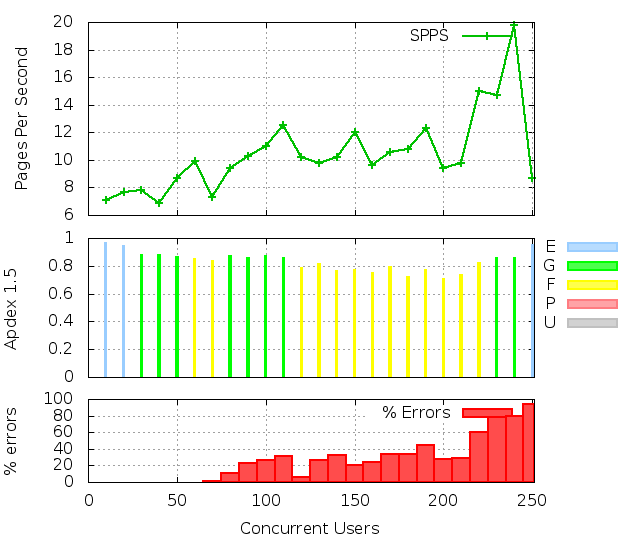 20
18
16
14
12
10
8
6
Pages Per Second
SPPS
1
0.8
0.6
0.4
0.2
0
Apdex 1.5
E
G
F
P
U
100
80
60
40
20
0
% errors
% Errors
0 50 100 150 200 250
Concurrent Users